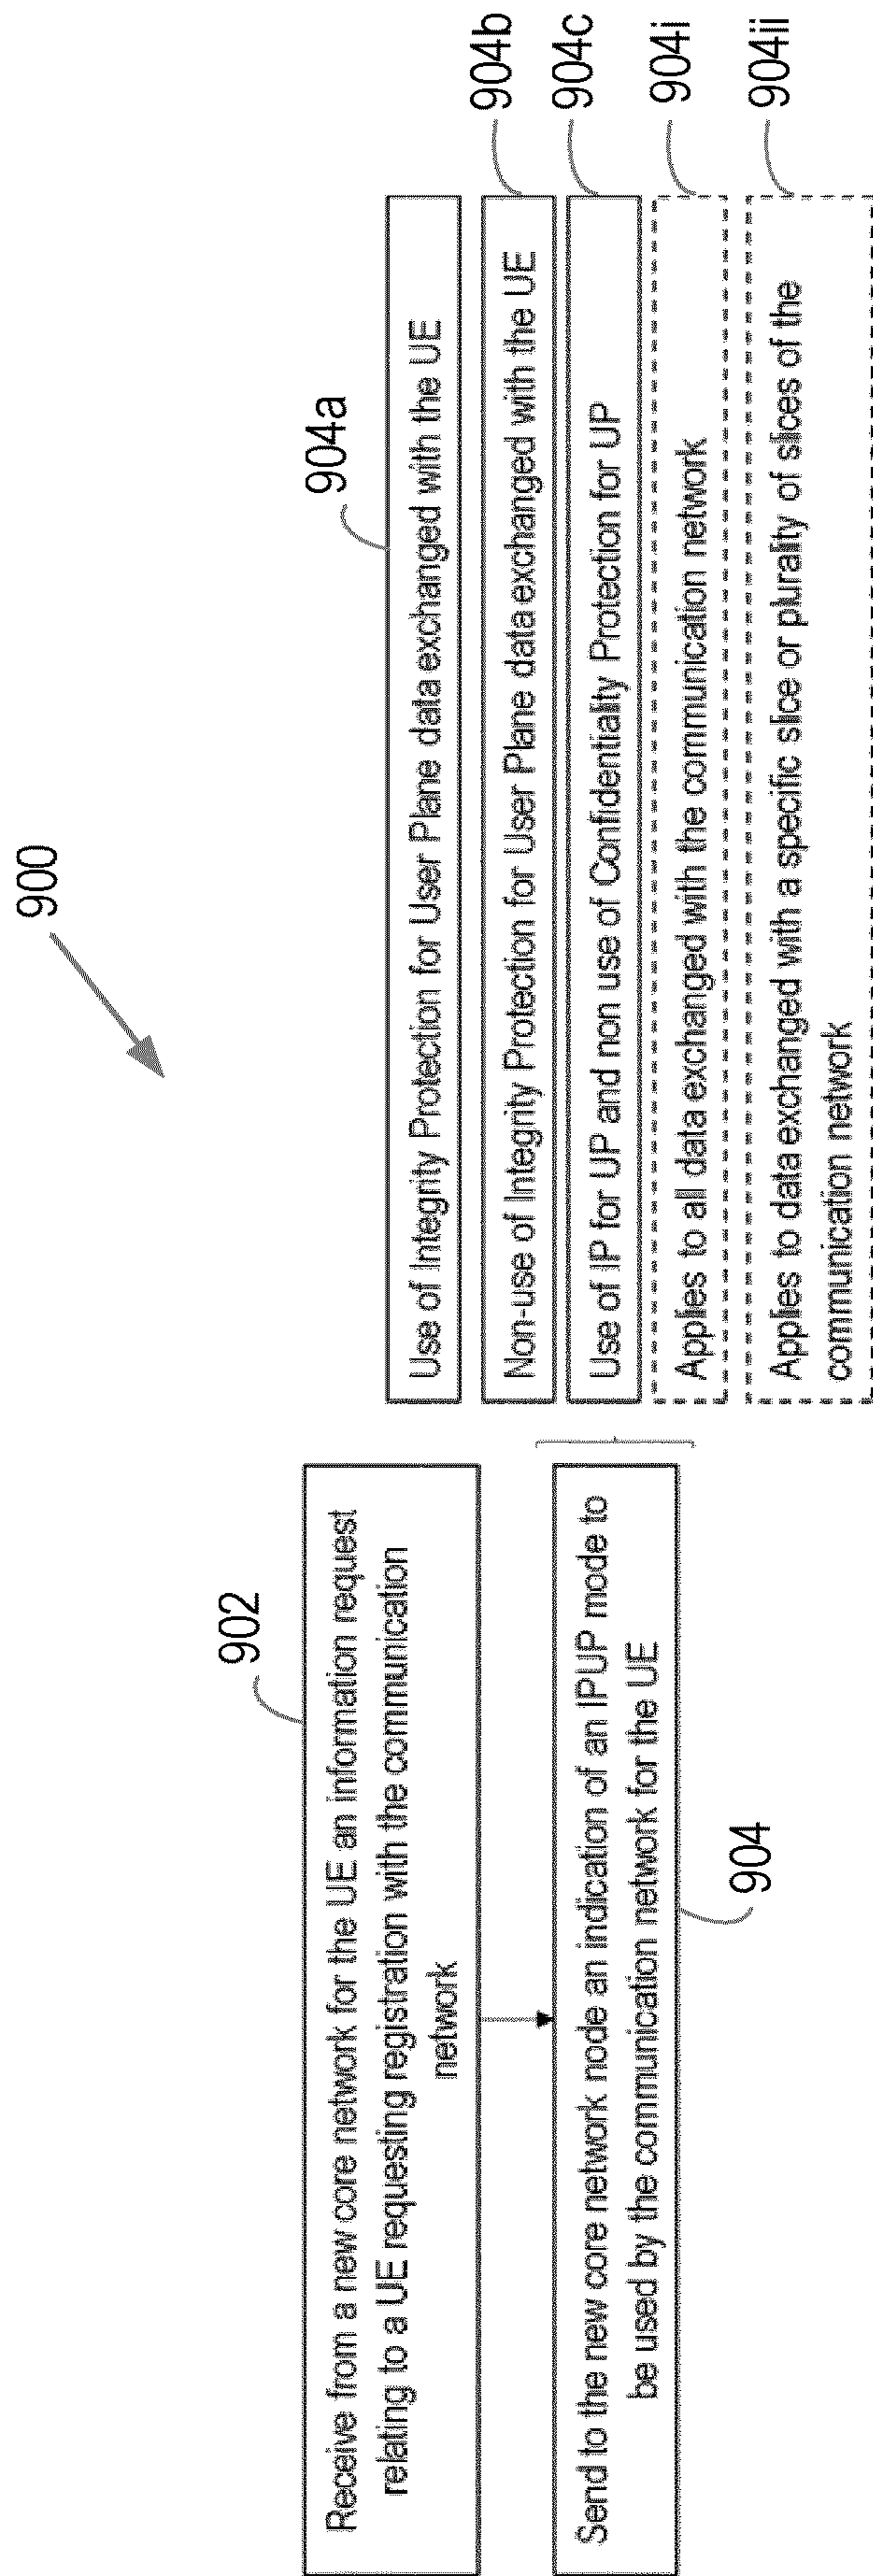 900
902
Receive from a new core network for the UE an information request
relating to a UE requesting registration with the communication
network
Send to the new core network node an indication of an IPUP mode to
be used by the communication network for the UE
904
904a
Use of Integrity Protection for User Plane data exchanged with the UE
904b
Non-use of Integrity Protection for User Plane data exchanged with the UE
904c
Use of IP for UP and non use of Confidentiality Protection for UP
904i
Applies to all data exchanged with the communication network
904ii
Applies to data exchanged with a specific slice or plurality of slices of the
communication network